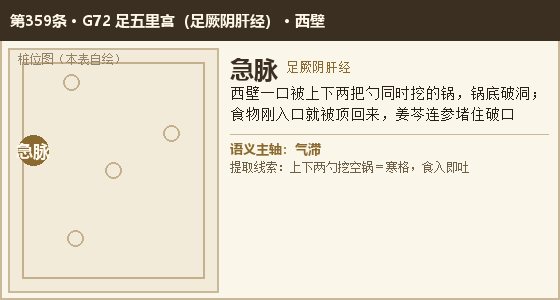 第359条·G72 足五里宫（足厥阴肝经）·西壁
桩位图（本表自绘）
急脉
急脉 足厥阴肝经
西壁一口被上下两把勺同时挖的锅，锅底破洞；
食物刚入口就被顶回来，姜芩连参堵住破口
语义主轴：气滞
提取线索：上下两勺挖空锅＝寒格，食入即吐